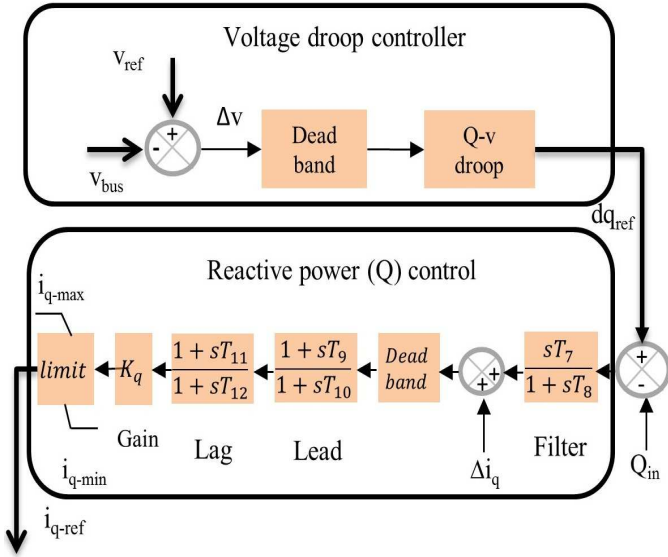 Voltage droop controller
v_ref
Δv
+
-
v_bus
Dead
band
Q-v
droop
dq_ref
Reactive power (Q) control
i_q-max
limit
K_q
1 + sT_11
1 + sT_12
1 + sT_9
1 + sT_10
Dead
band
+
+
sT_7
1 + sT_8
+
-
Gain
Lag
Lead
Δi_q
Filter
Q_in
i_q-min
i_q-ref